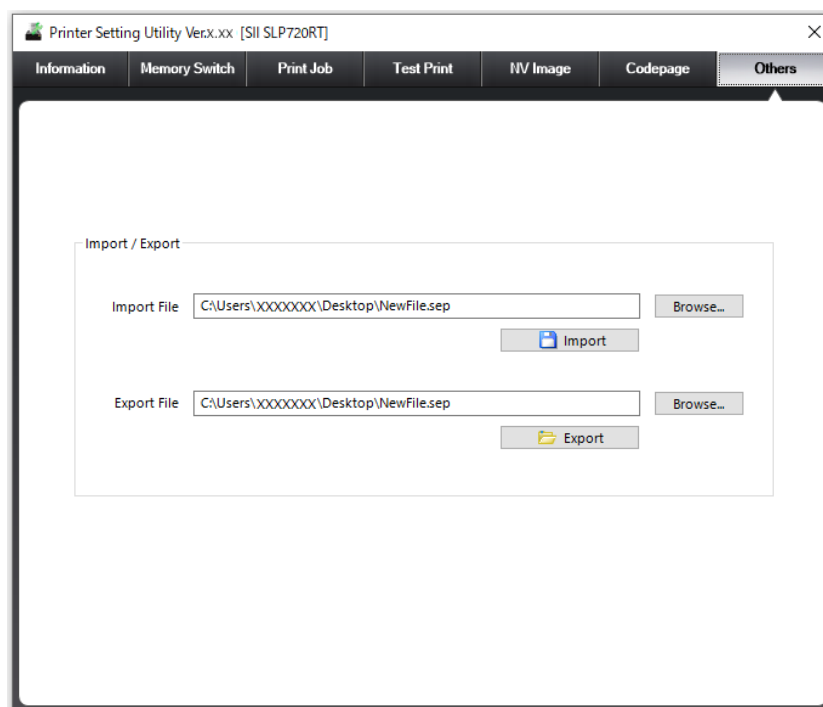 Printer Setting Utility Ver.x.xx [SII SLP720RT]
Information Memory Switch Print Job Test Print NV Image Codepage Others
Import / Export
Import File C:\Users\XXXXXXX\Desktop\NewFile.sep Browse...
Import
Export File C:\Users\XXXXXXX\Desktop\NewFile.sep Browse...
Export